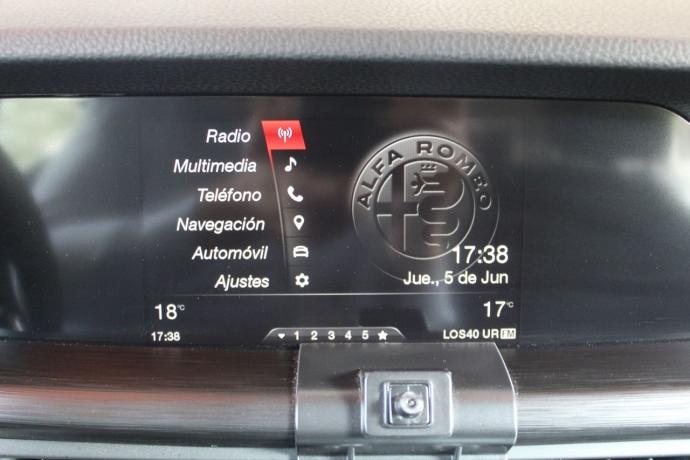 Radio
Multimedia
Teléfono
Navegación
Automóvil
Ajustes
ALFA ROMEO
17:38
Jue., 5 de Jun
18°C
17:38
1 2 3 4 5
17°C
LOS40 UR FM